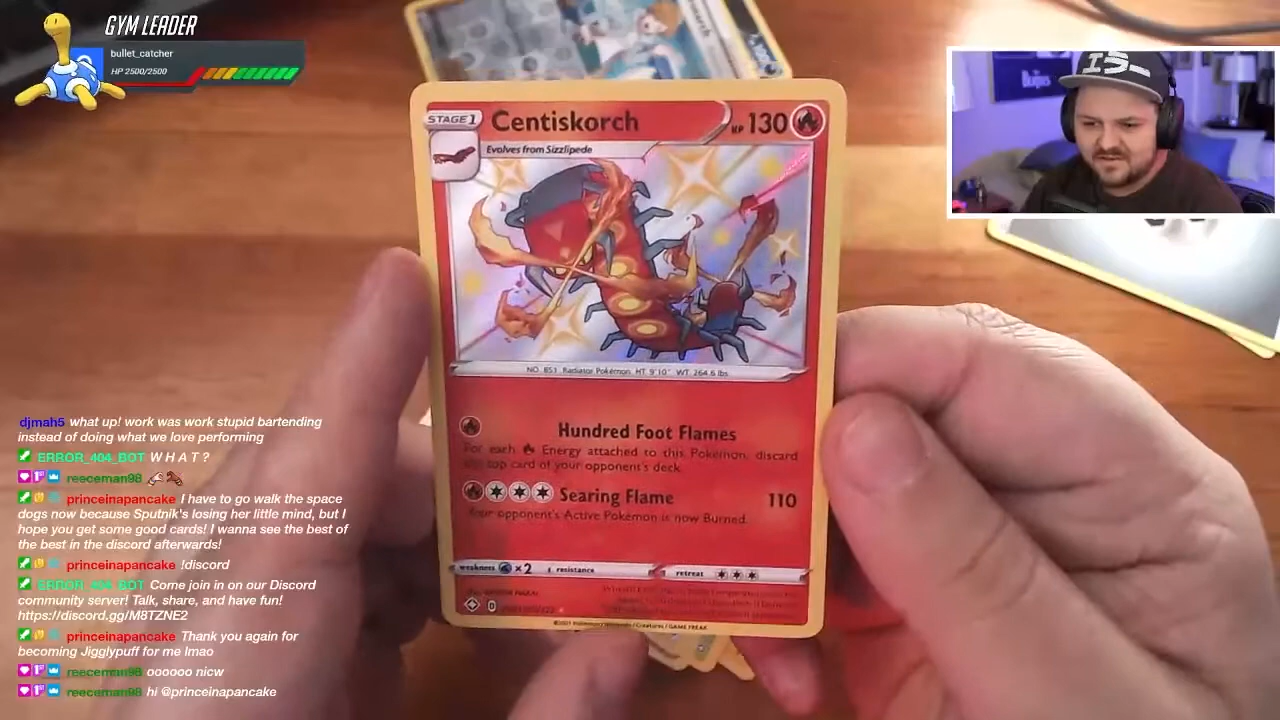 GYM LEADER
bullet_catcher
HP 2500/2500
STAGE 1
Centiskorch
HP 130
Evolves from Sizzlipede
NO. 851 Radiator Pokémon HT 9'10" WT 264.6 lbs
Hundred Foot Flames
For each Energy attached to this Pokémon, discard
top card of your opponent's deck.
Searing Flame 110
Your opponent's Active Pokémon is now Burned.
weakness ×2 resistance retreat
djmah5 what up! work was work stupid bartending
instead of doing what we love performing
ERROR_404_BOT W H A T ?
reeceman98
princeinapancake I have to go walk the space
dogs now because Sputnik's losing her little mind, but I
hope you get some good cards! I wanna see the best of
the best in the discord afterwards!
princeinapancake !discord
ERROR_404_BOT Come join in on our Discord
community server! Talk, share, and have fun!
https://discord.gg/M8TZNE2
princeinapancake Thank you again for
becoming Jigglypuff for me lmao
reeceman98 oooooo nicw
reeceman98 hi @princeinapancake